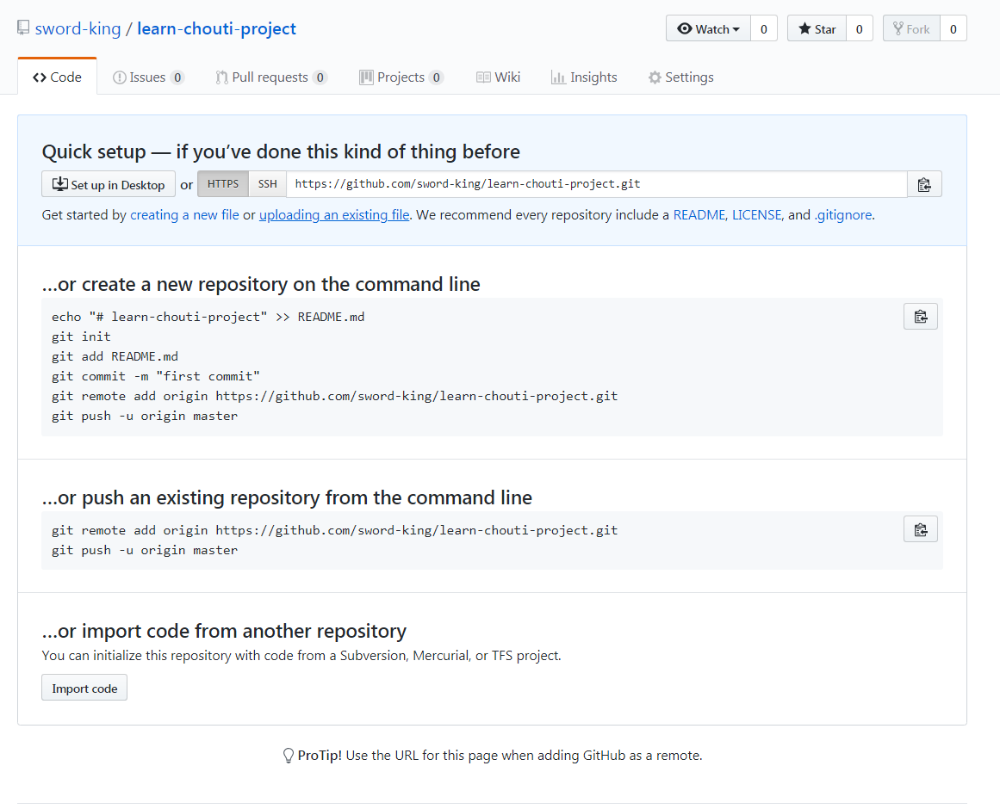 sword-king / learn-chouti-project
Watch 0 Star 0 Fork 0
Code Issues 0 Pull requests 0 Projects 0 Wiki Insights Settings
Quick setup — if you’ve done this kind of thing before
Set up in Desktop or HTTPS SSH https://github.com/sword-king/learn-chouti-project.git
Get started by creating a new file or uploading an existing file. We recommend every repository include a README, LICENSE, and .gitignore.
…or create a new repository on the command line
echo "# learn-chouti-project" >> README.md
git init
git add README.md
git commit -m "first commit"
git remote add origin https://github.com/sword-king/learn-chouti-project.git
git push -u origin master
…or push an existing repository from the command line
git remote add origin https://github.com/sword-king/learn-chouti-project.git
git push -u origin master
…or import code from another repository
You can initialize this repository with code from a Subversion, Mercurial, or TFS project.
Import code
ProTip! Use the URL for this page when adding GitHub as a remote.